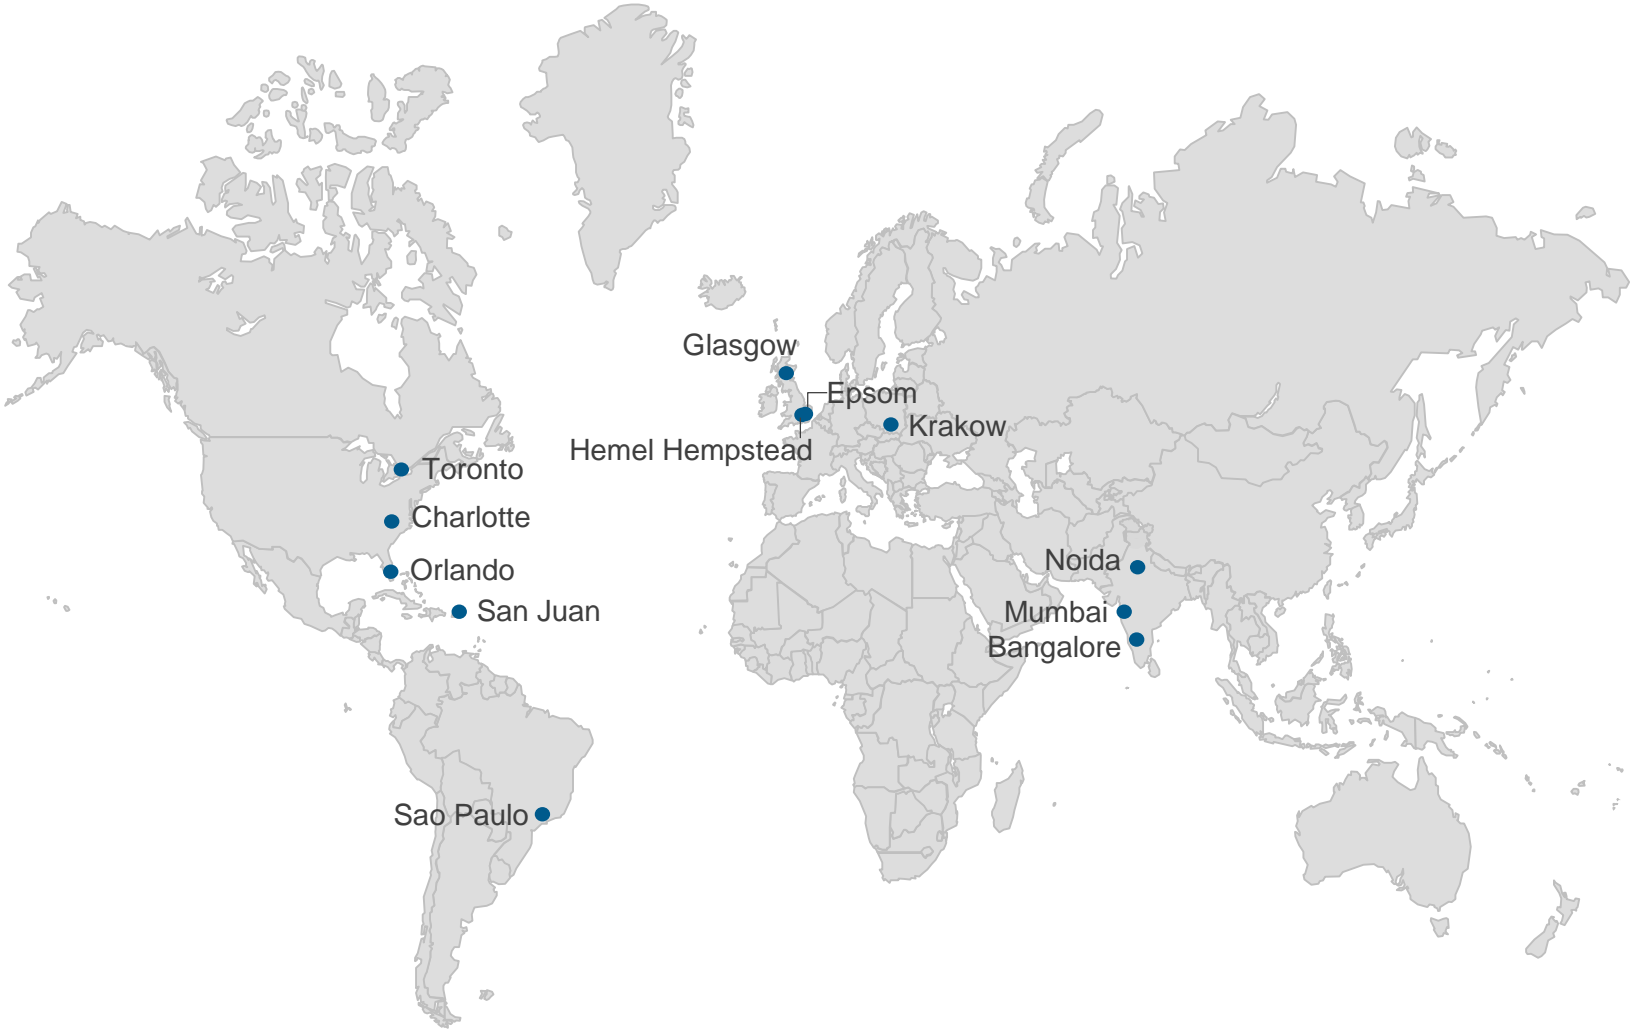 Glasgow
Epsom
Krakow
Hemel Hempstead
Toronto
Charlotte
Orlando
San Juan
Noida
Mumbai
Bangalore
Sao Paulo